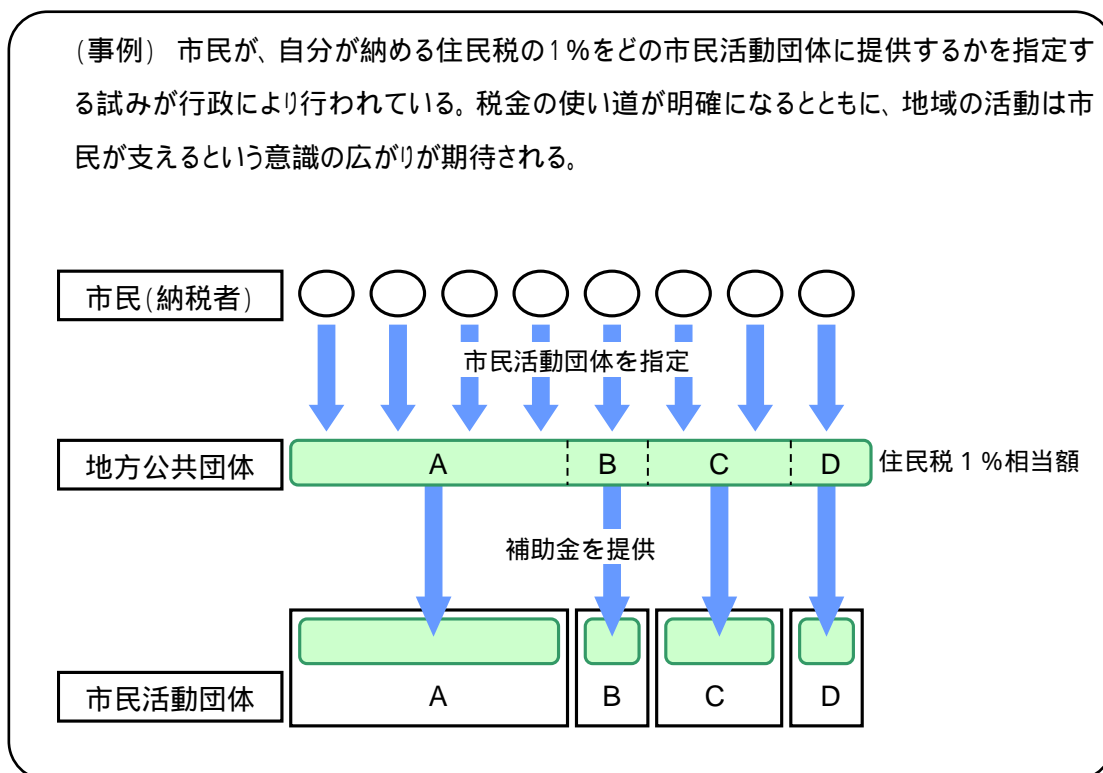 (事例) 市民が、自分が納める住民税の1%をどの市民活動団体に提供するかを指定す
る試みが行政により行われている。税金の使い道が明確になるとともに、地域の活動は市
民が支えるという意識の広がりが期待される。
市民(納税者)
市民活動団体を指定
地方公共団体
A B C D
住民税1%相当額
補助金を提供
市民活動団体
A B C D